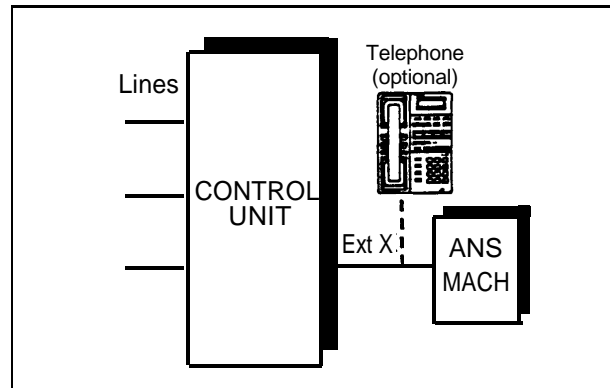 Telephone
(optional)
Lines
CONTROL
UNIT
Ext X
ANS
MACH